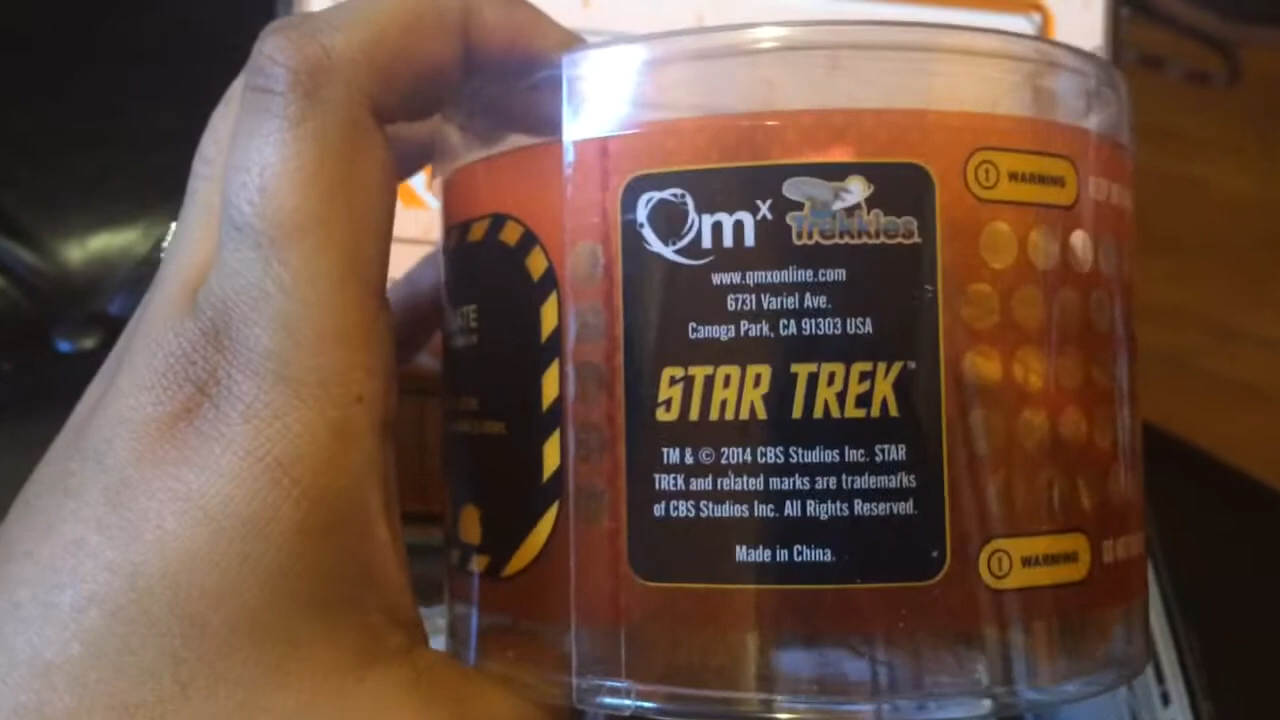 Qmx
Trekkies
www.qmxonline.com
6731 Variel Ave.
Canoga Park, CA 91303 USA
STAR TREK™
TM & © 2014 CBS Studios Inc. STAR
TREK and related marks are trademarks
of CBS Studios Inc. All Rights Reserved.
Made in China.
WARNING
WARNING